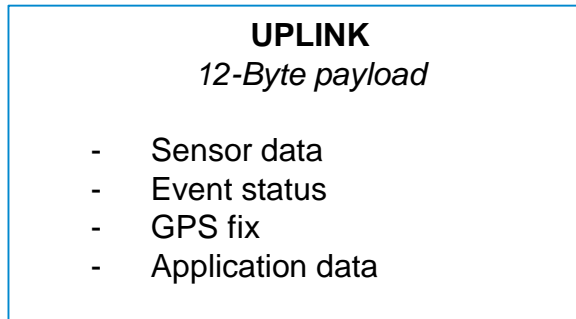 UPLINK
12-Byte payload
- Sensor data
- Event status
- GPS fix
- Application data